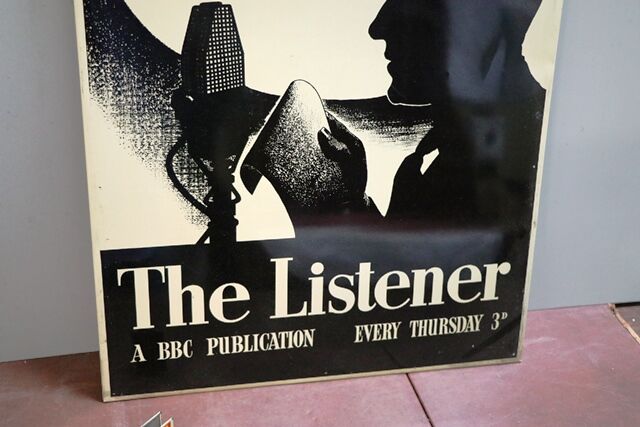 The Listener
A BBC PUBLICATION EVERY THURSDAY 3D